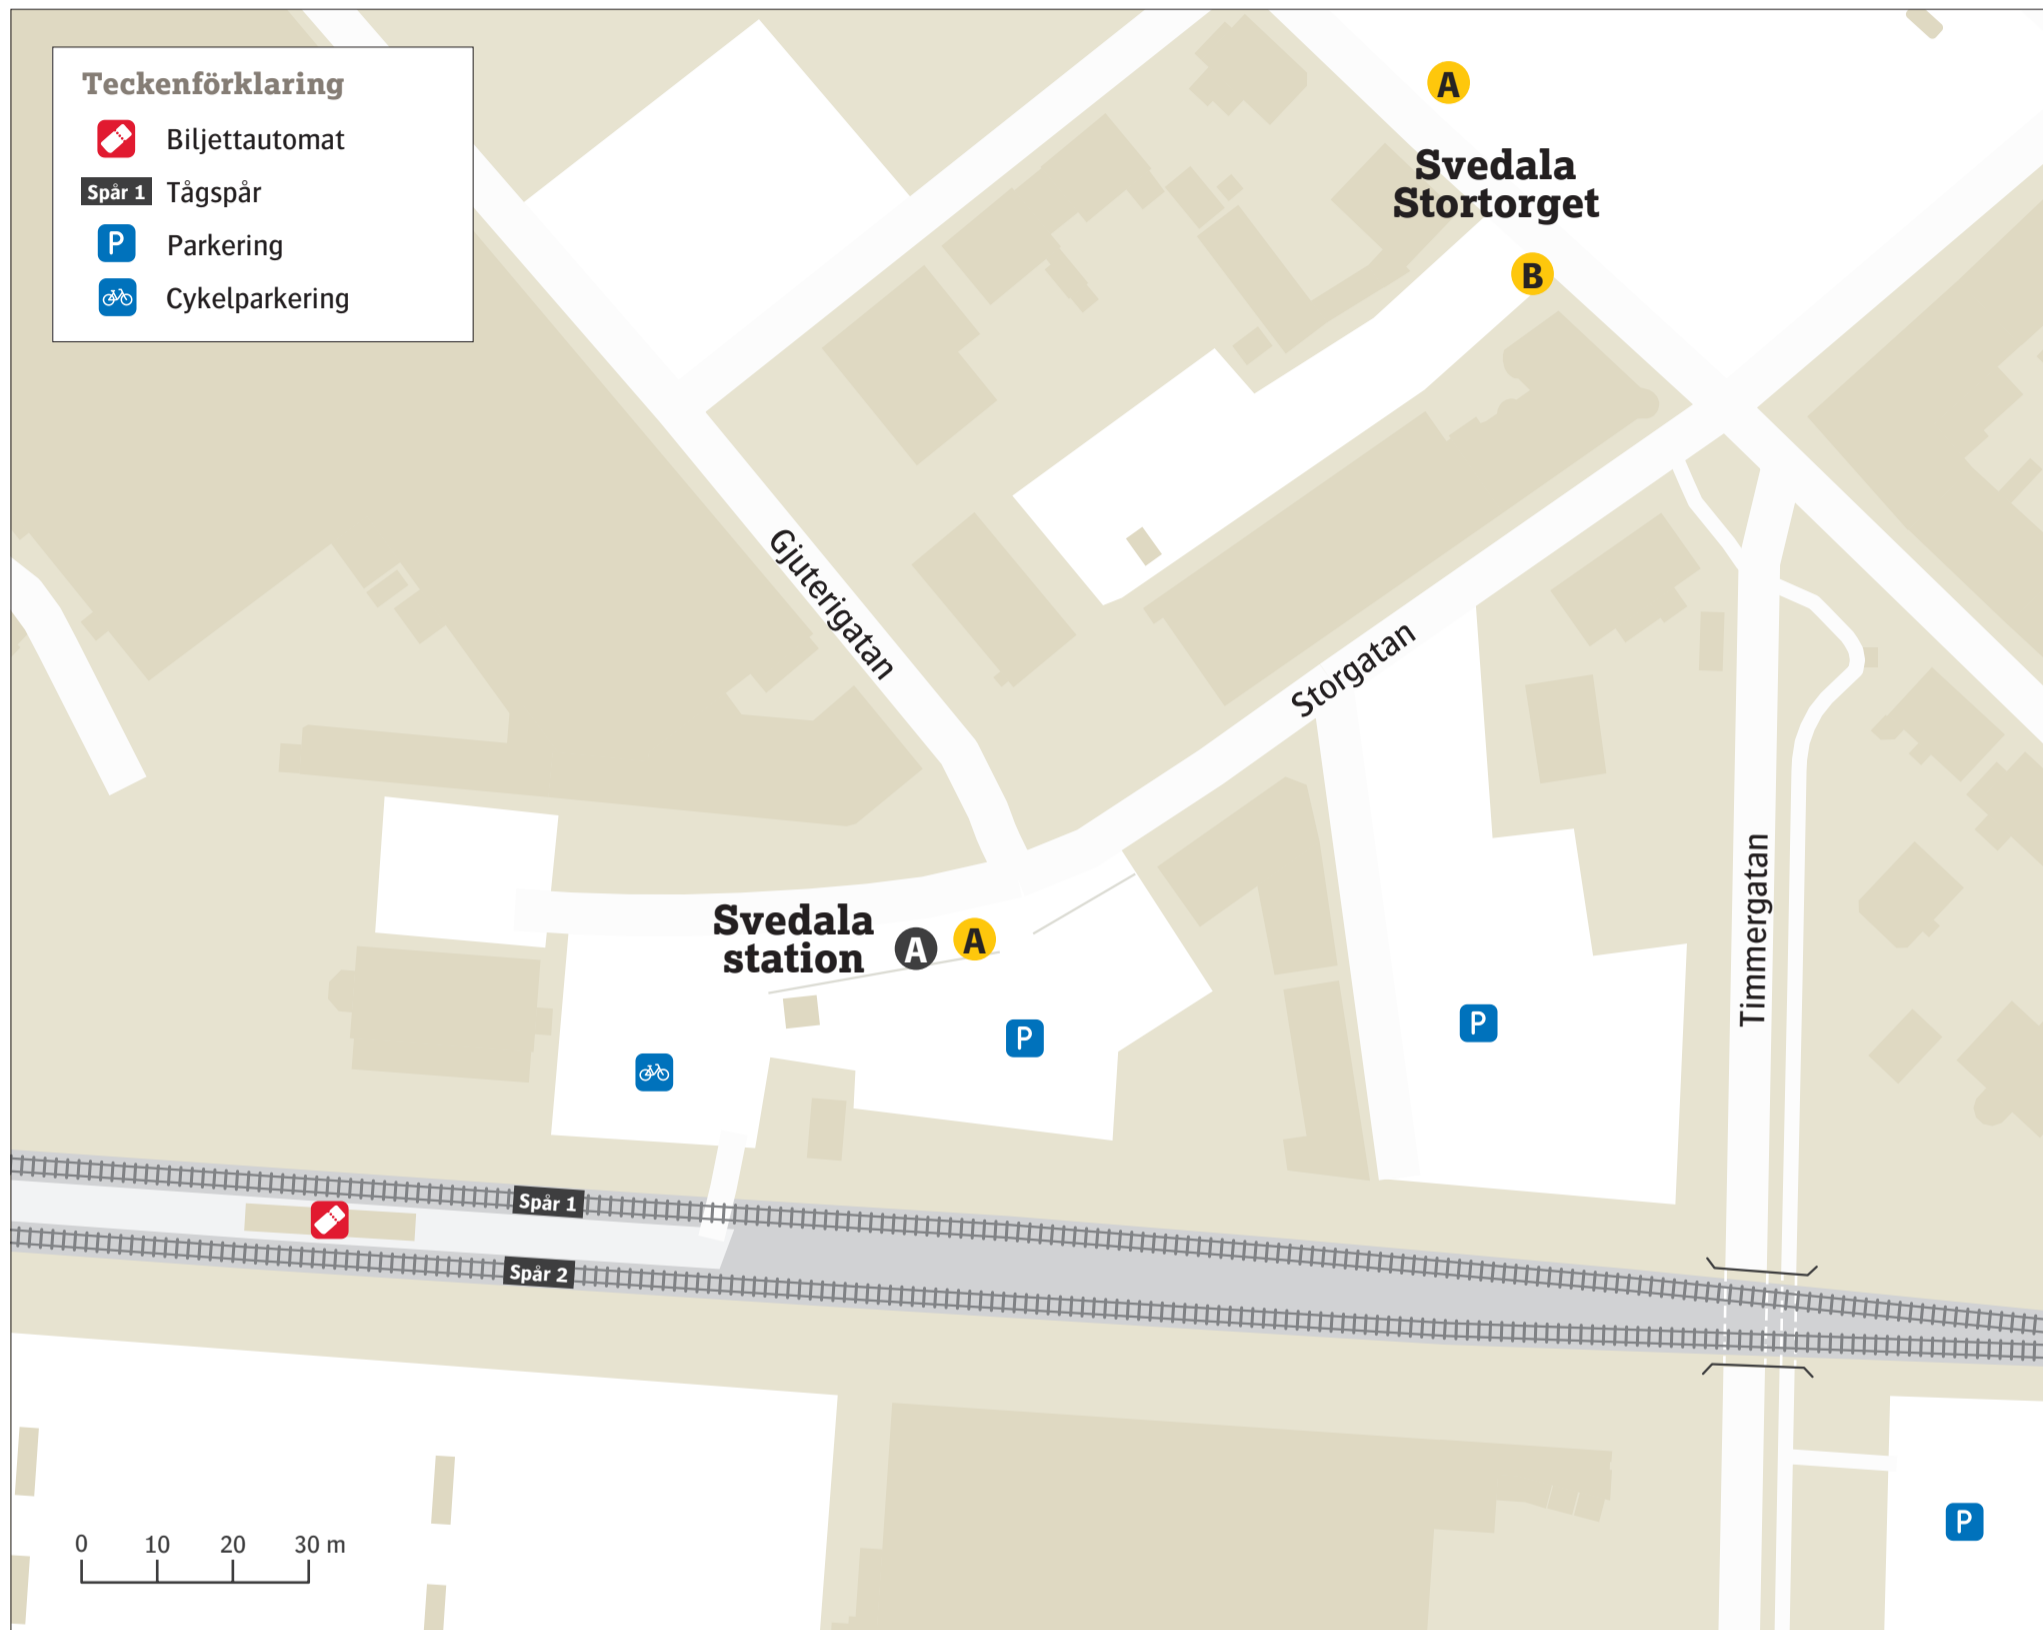 Teckenförklaring
Biljettautomat
Spår 1 Tågspår
P Parkering
Cykelparkering
A
Svedala
Stortorget
B
Gjuterigatan
Storgatan
Timmergatan
Svedala
station
A A
P
P
Spår 1
Spår 2
P
0 10 20 30 m